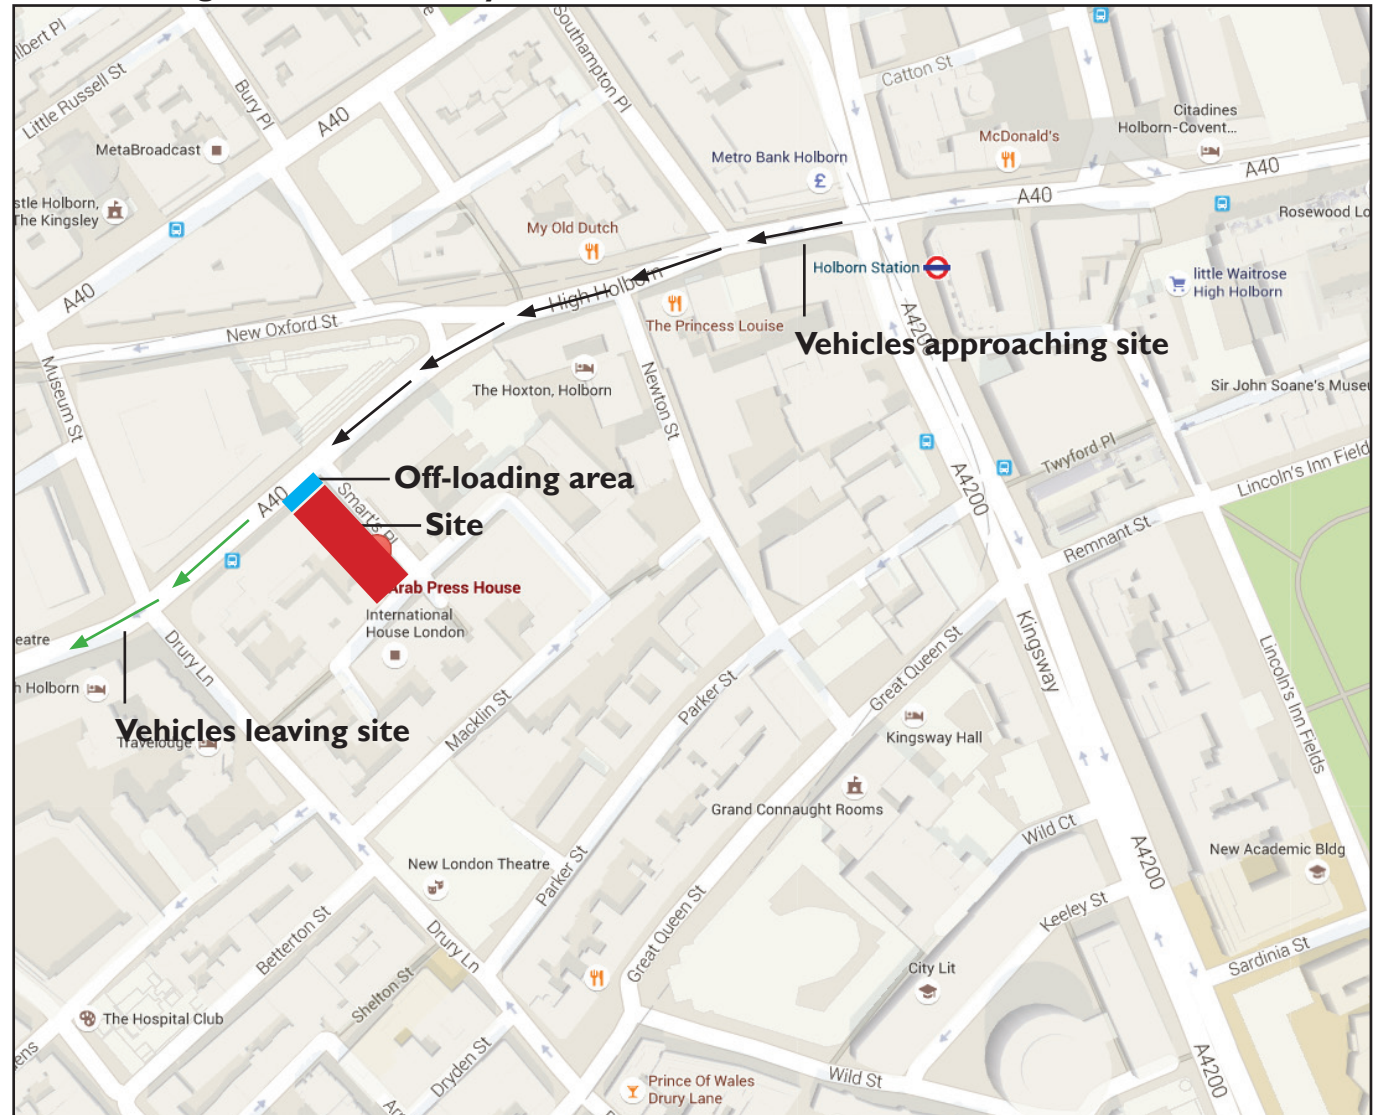 Little Russell St
Bury Pl
A40
Southampton Pl
Catton St
Citadines
Holborn-Covent...
McDonald's
MetaBroadcast
Metro Bank Holborn
£
A40
A40
stle Holborn,
The Kingsley
My Old Dutch
Rosewood Lo
Holborn Station
little Waitrose
High Holborn
A40
High Holborn
New Oxford St
The Princess Louise
A4200
Vehicles approaching site
Museum St
The Hoxton, Holborn
Newton St
Sir John Soane's Museu
Twyford Pl
Lincoln's Inn Field
A4200
Off-loading area
A40
Smart's Pl
Site
Remnant St
Arab Press House
International
House London
eatre
Drury Ln
Kingsway
Great Queen St
Lincoln's Inn Fields
h Holborn
Parker St
Macklin St
Vehicles leaving site
Travelodge
Kingsway Hall
Grand Connaught Rooms
Wild Ct
A4200
New Academic Bldg
New London Theatre
Parker St
Keeley St
Betterton St
Drury Ln
Great Queen St
Sardinia St
City Lit
Shelton St
The Hospital Club
ens
Dryden St
A4200
Wild St
Prince Of Wales
Drury Lane